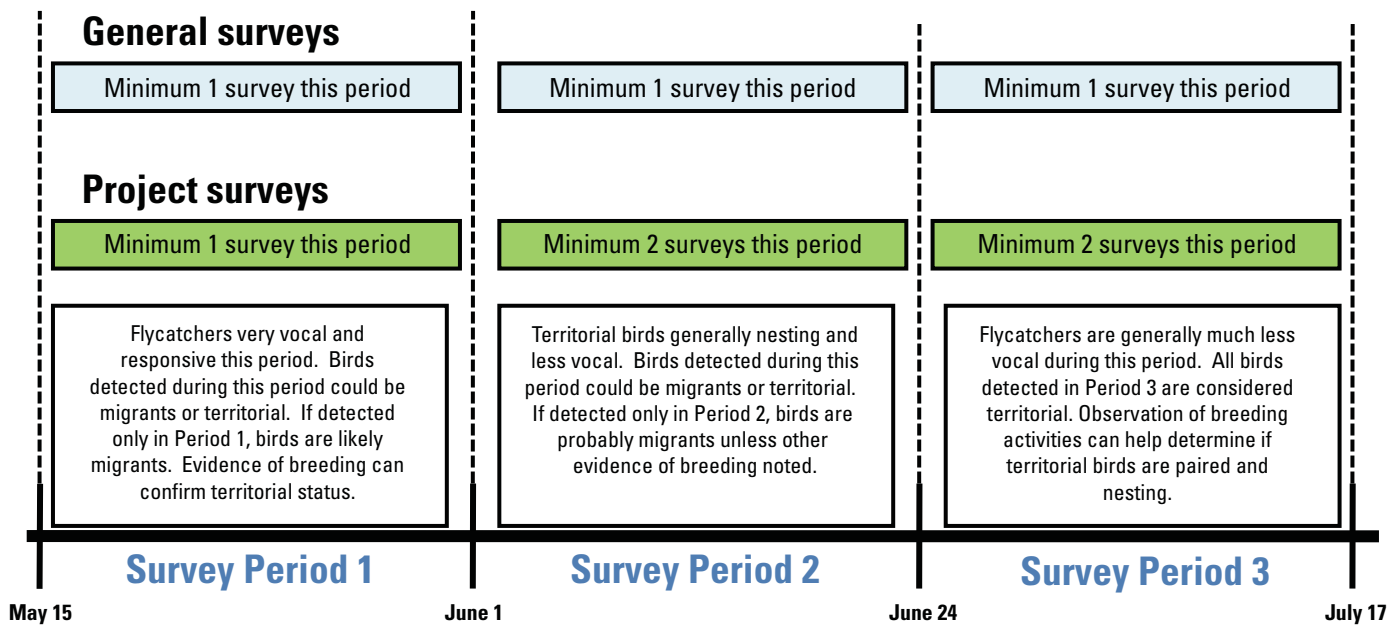 General surveys
Minimum 1 survey this period
Minimum 1 survey this period
Minimum 1 survey this period
Project surveys
Minimum 1 survey this period
Minimum 2 surveys this period
Minimum 2 surveys this period
Flycatchers very vocal and
responsive this period. Birds
detected during this period could be
migrants or territorial. If detected
only in Period 1, birds are likely
migrants. Evidence of breeding can
confirm territorial status.
Territorial birds generally nesting and
less vocal. Birds detected during this
period could be migrants or territorial.
If detected only in Period 2, birds are
probably migrants unless other
evidence of breeding noted.
Flycatchers are generally much less
vocal during this period. All birds
detected in Period 3 are considered
territorial. Observation of breeding
activities can help determine if
territorial birds are paired and
nesting.
Survey Period 1
Survey Period 2
Survey Period 3
May 15
June 1
June 24
July 17